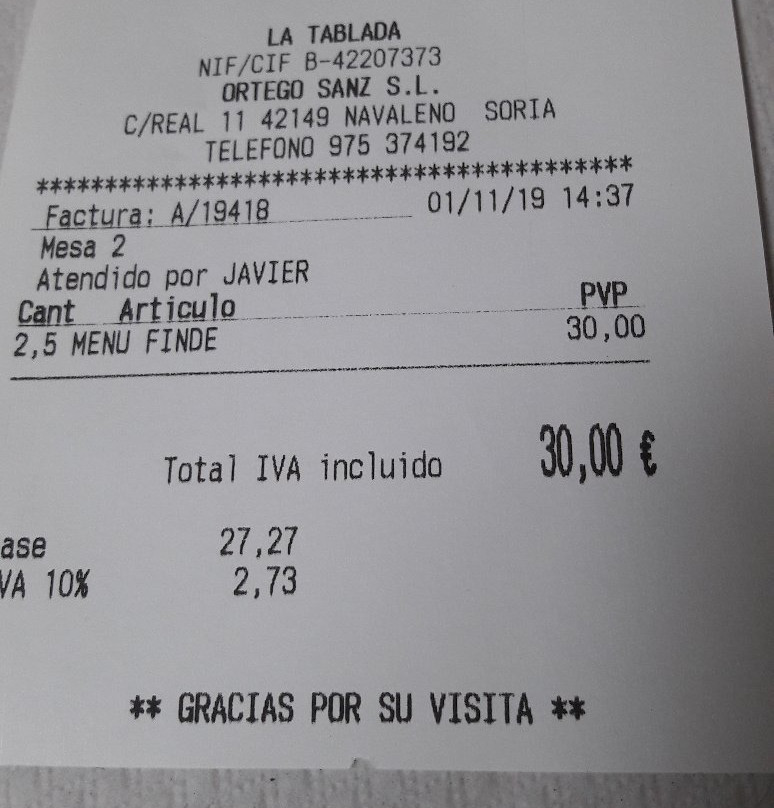 LA TABLADA
NIF/CIF B-42207373
ORTEGO SANZ S.L.
C/REAL 11 42149 NAVALENO SORIA
TELEFONO 975 374192
*******************************************
Factura: A/19418 01/11/19 14:37
Mesa 2
Atendido por JAVIER
Cant Articulo PVP
2,5 MENU FINDE 30,00
Total IVA incluido 30,00 €
ase 27,27
VA 10% 2,73
** GRACIAS POR SU VISITA **